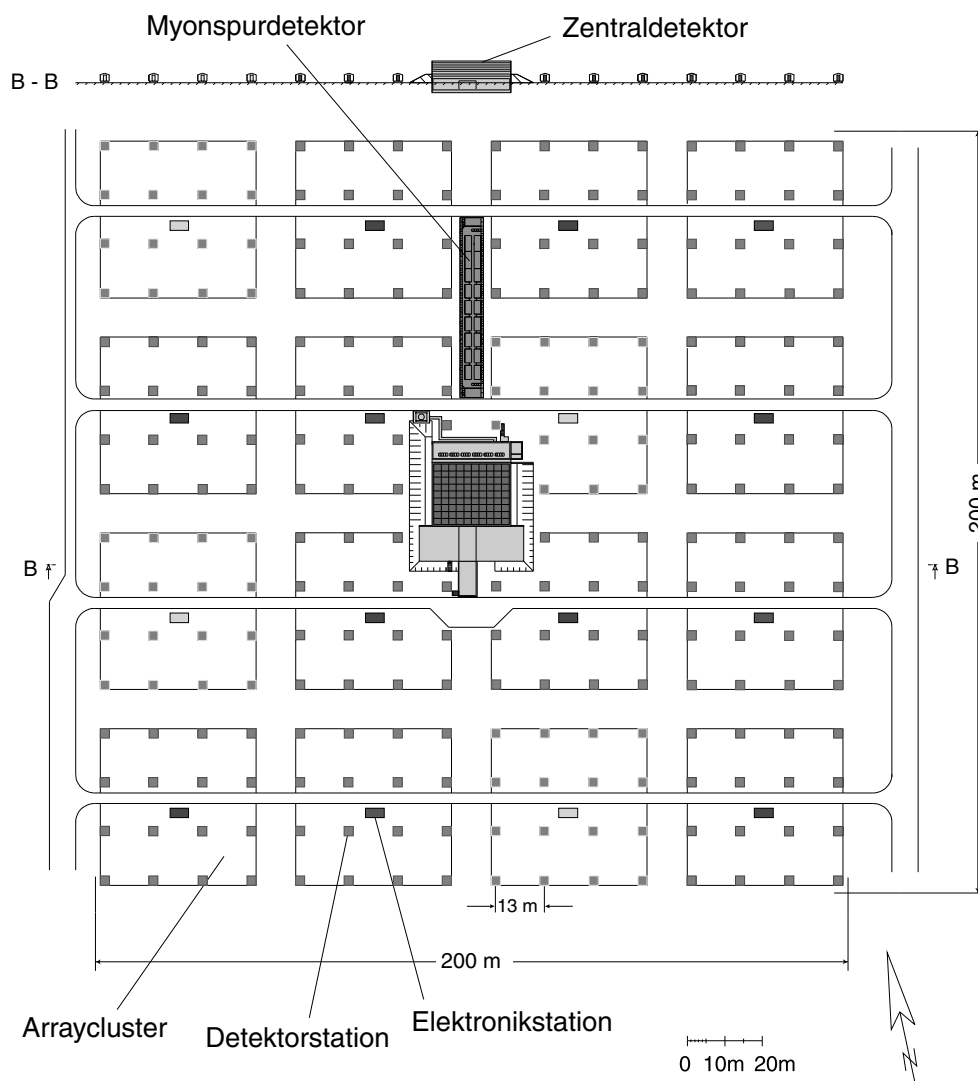 Myonspurdetektor
Zentraldetektor
B - B
200 m
B
B
13 m
200 m
Arraycluster
Detektorstation
Elektronikstation
0 10m 20m